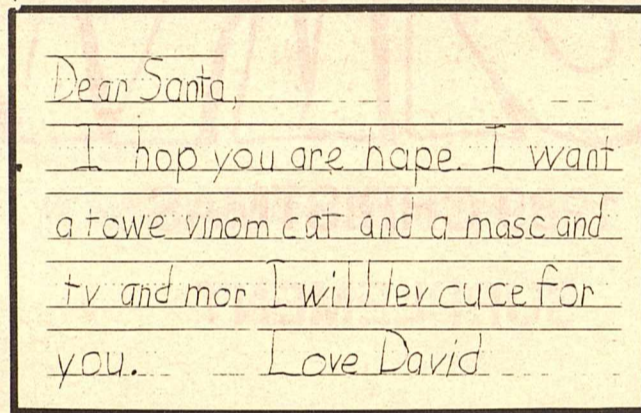 Dear Santa,
I hop you are hape. I want
a towe vinom cat and a masc and
tv and mor I will lev cuce for
you. Love David